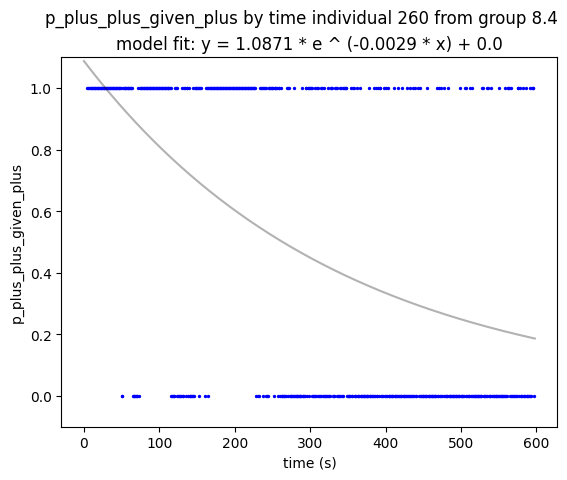 p_plus_plus_given_plus by time individual 260 from group 8.4
model fit: y = 1.0871 * e ^ (-0.0029 * x) + 0.0
p_plus_plus_given_plus
1.0
0.8
0.6
0.4
0.2
0.0
0 100 200 300 400 500 600
time (s)